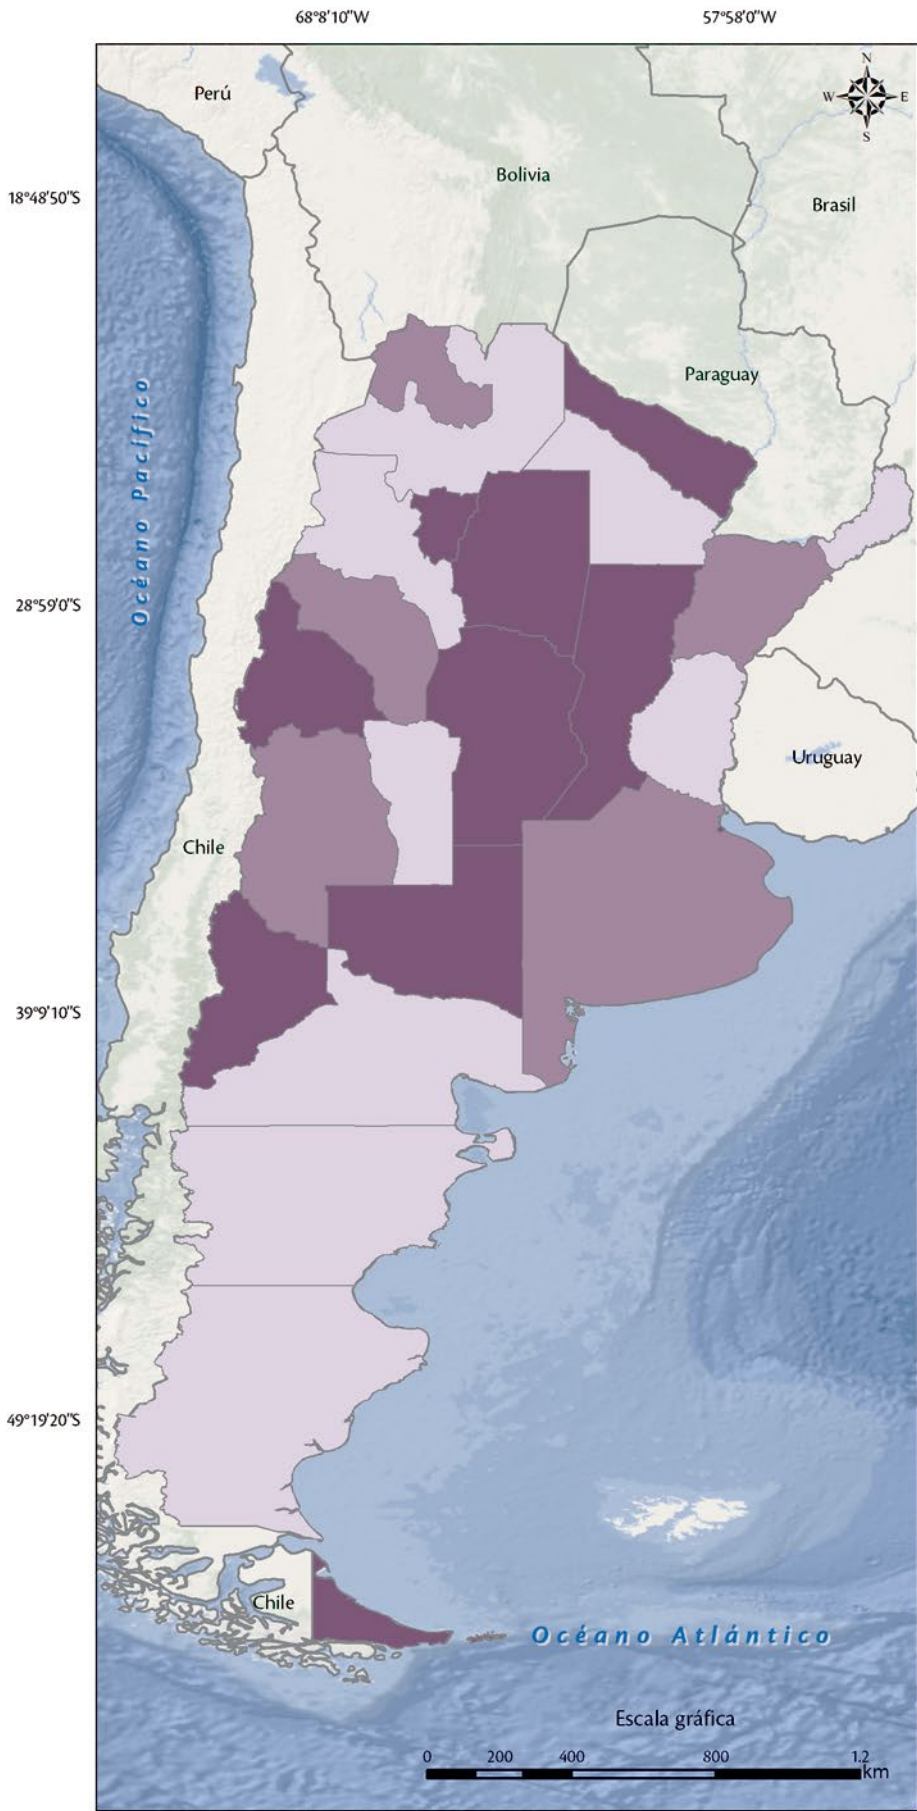 68°8'10"W
57°58'0"W
N
W
E
S
Perú
Bolivia
18°48'50"S
Brasil
Paraguay
Océano Pacífico
28°59'0"S
Uruguay
Chile
39°9'10"S
49°19'20"S
Chile
Océano Atlántico
Escala gráfica
0 200 400 800 1.2
km